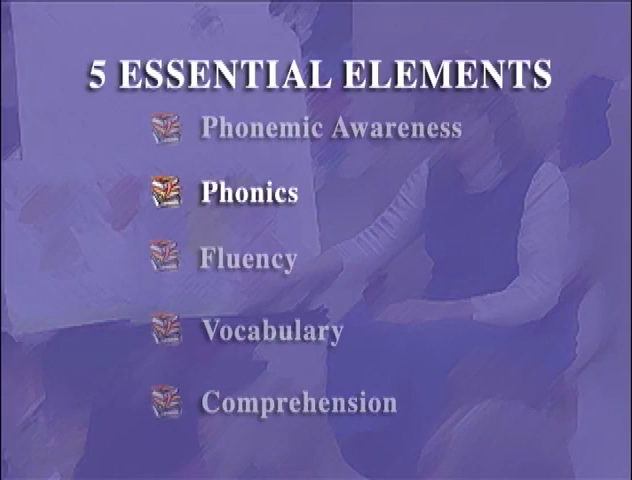 5 ESSENTIAL ELEMENTS
Phonemic Awareness
Phonics
Fluency
Vocabulary
Comprehension